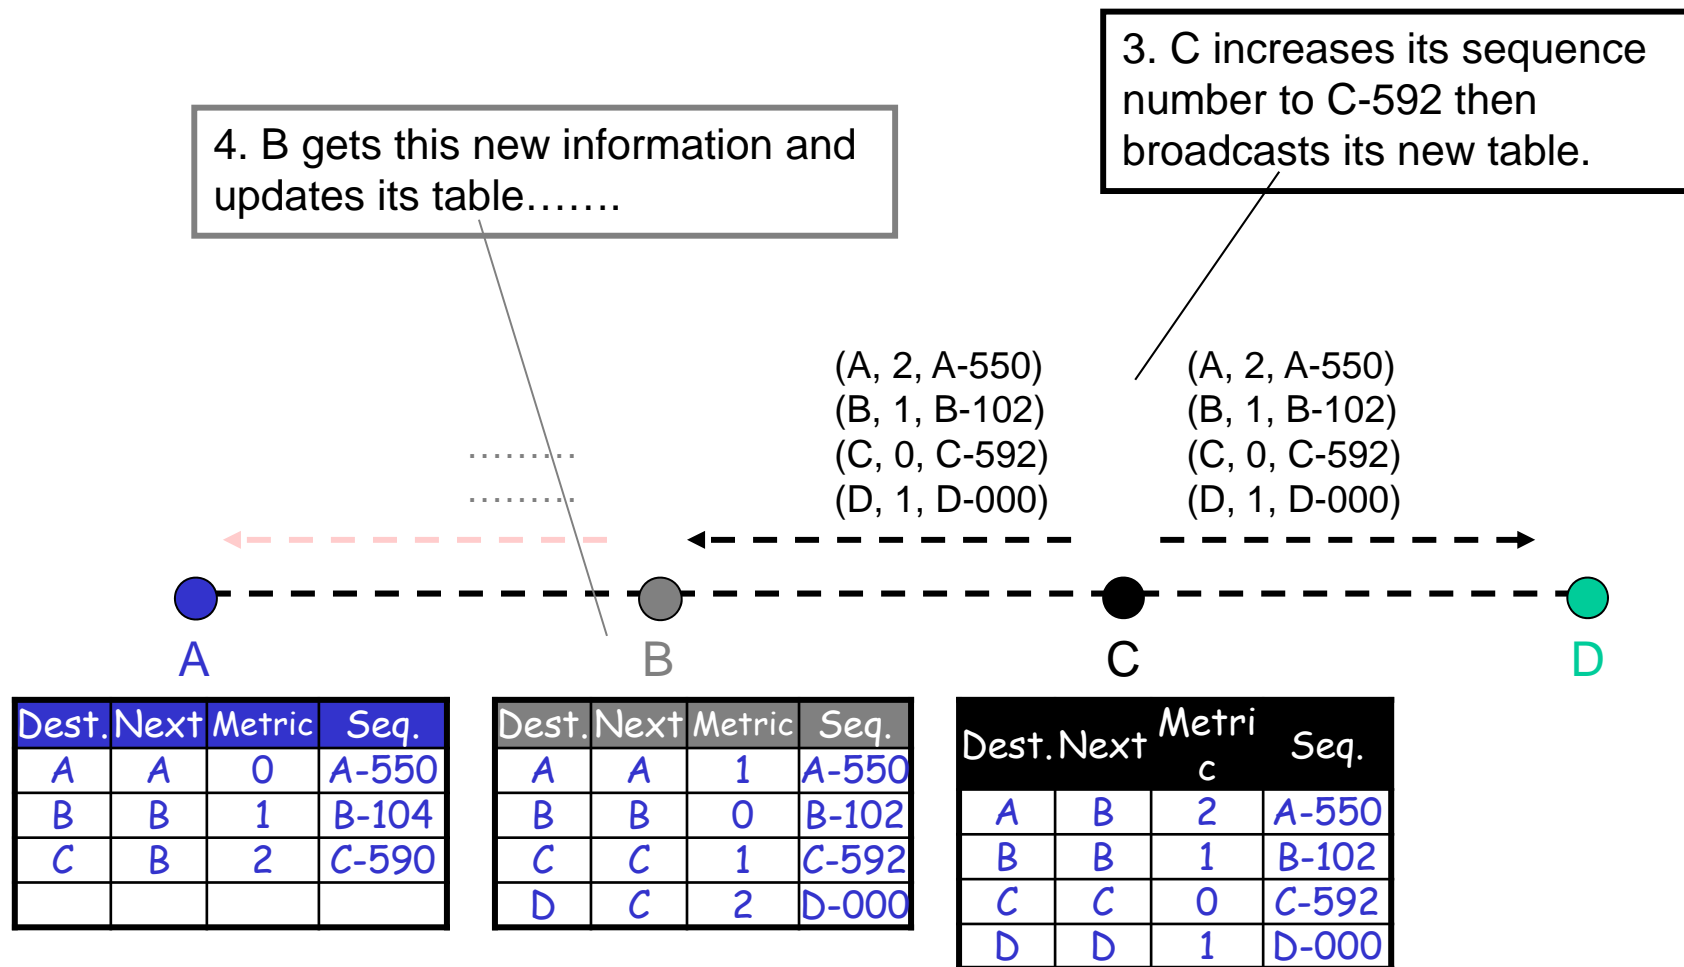 3. C increases its sequence
number to C-592 then
broadcasts its new table.
4. B gets this new information and
updates its table…….
(A, 2, A-550)
(B, 1, B-102)
(C, 0, C-592)
(D, 1, D-000)
(A, 2, A-550)
(B, 1, B-102)
(C, 0, C-592)
(D, 1, D-000)
………
………
A
B
C
D
Dest. Next Metric Seq.
A A 0 A-550
B B 1 B-104
C B 2 C-590
Dest. Next Metric Seq.
A A 1 A-550
B B 0 B-102
C C 1 C-592
D C 2 D-000
Dest. Next Metri
c Seq.
A B 2 A-550
B B 1 B-102
C C 0 C-592
D D 1 D-000